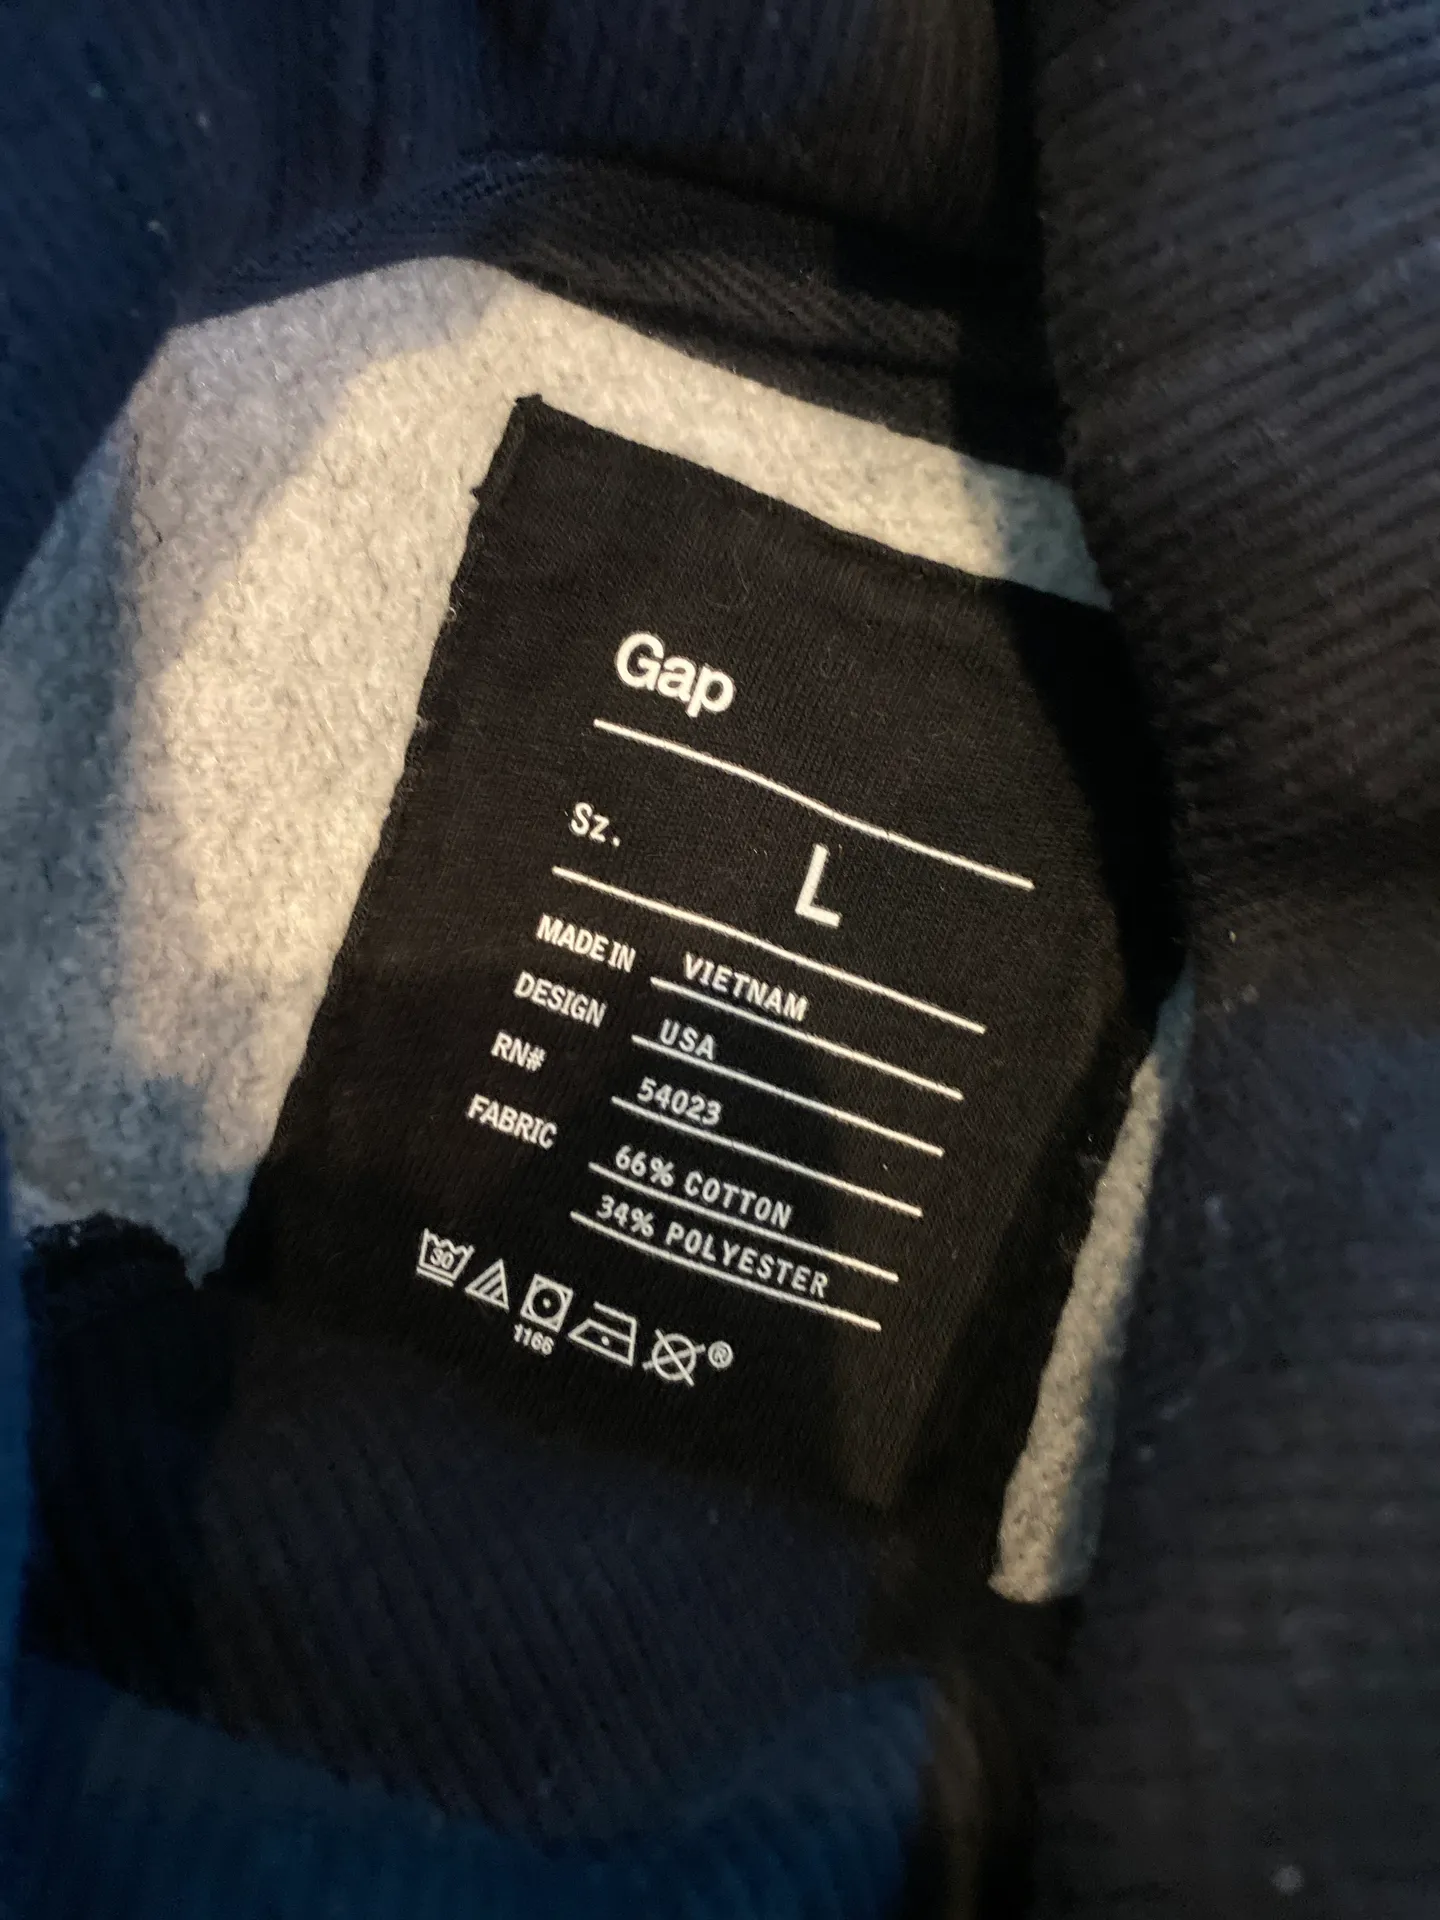 Gap
Sz. L
MADE IN VIETNAM
DESIGN USA
RN# 54023
FABRIC 66% COTTON
34% POLYESTER
30
®
1166